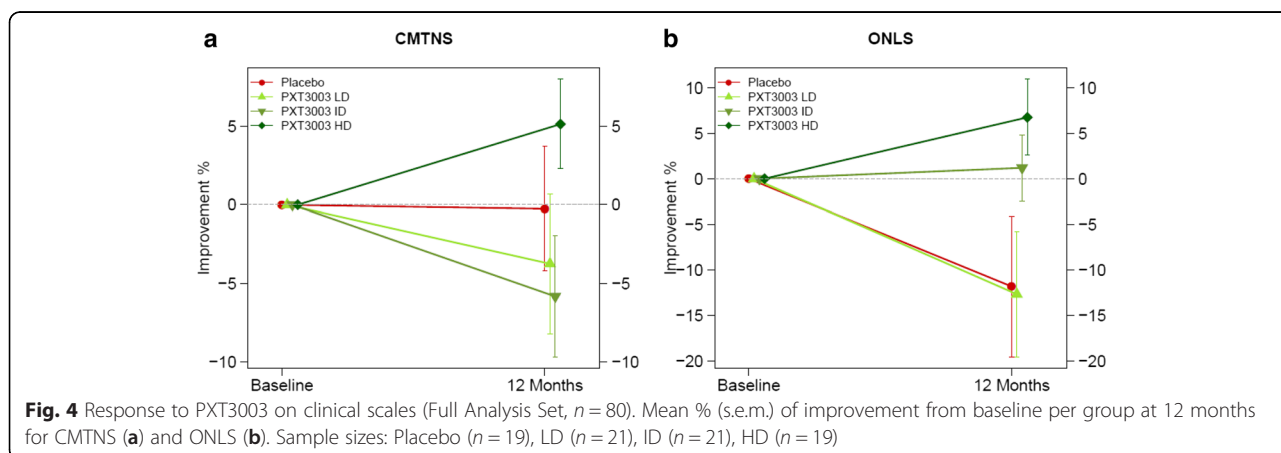 a CMTNS
Placebo
PXT3003 LD
PXT3003 ID
PXT3003 HD
Improvement %
5
0
−5
−10
5
0
−5
−10
Baseline 12 Months
b ONLS
Placebo
PXT3003 LD
PXT3003 ID
PXT3003 HD
Improvement %
10
5
0
−5
−10
−15
−20
10
5
0
−5
−10
−15
−20
Baseline 12 Months
Fig. 4 Response to PXT3003 on clinical scales (Full Analysis Set, n = 80). Mean % (s.e.m.) of improvement from baseline per group at 12 months
for CMTNS (a) and ONLS (b). Sample sizes: Placebo (n = 19), LD (n = 21), ID (n = 21), HD (n = 19)